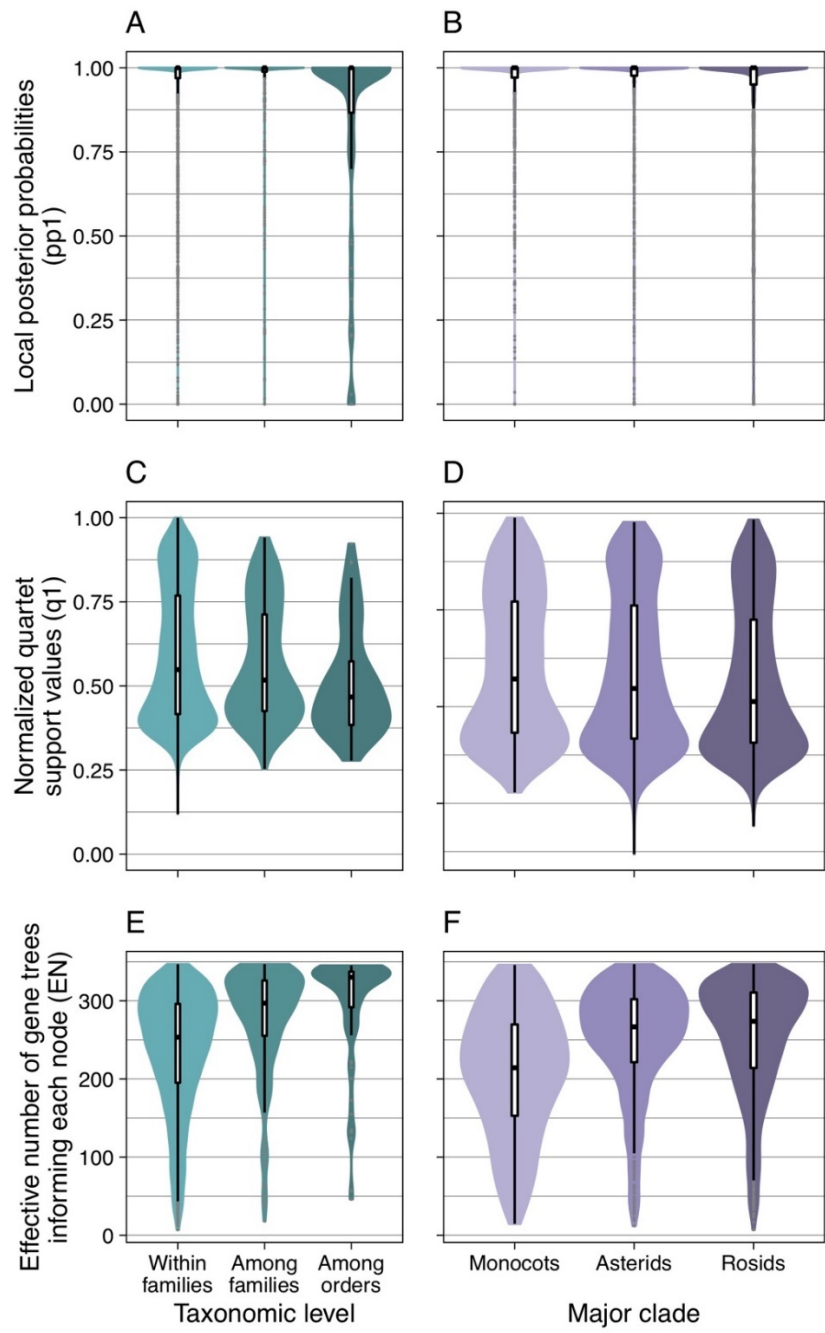 A
B
Local posterior probabilities
(pp1)
1.00
0.75
0.50
0.25
0.00
C
D
Normalized quartet
support values (q1)
1.00
0.75
0.50
0.25
0.00
E
F
Effective number of gene trees
informing each node (EN)
300
200
100
0
Within
families
Among
families
Among
orders
Monocots
Asterids
Rosids
Taxonomic level
Major clade